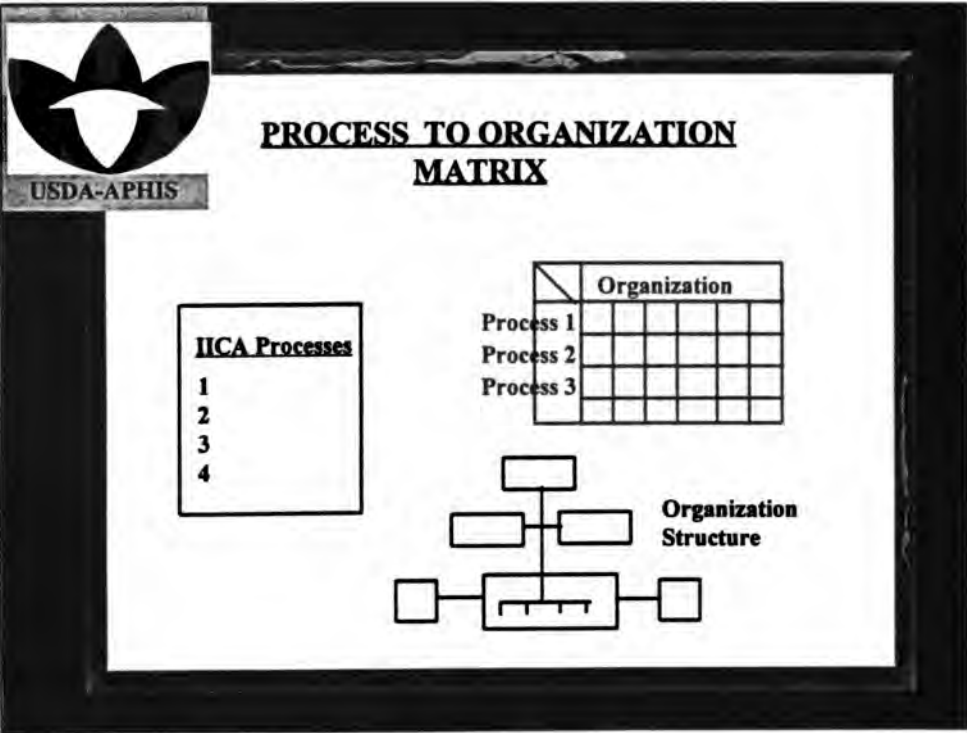 USDA-APHIS
PROCESS TO ORGANIZATION
MATRIX
IICA Processes
1
2
3
4
Organization
Process 1
Process 2
Process 3
Organization
Structure